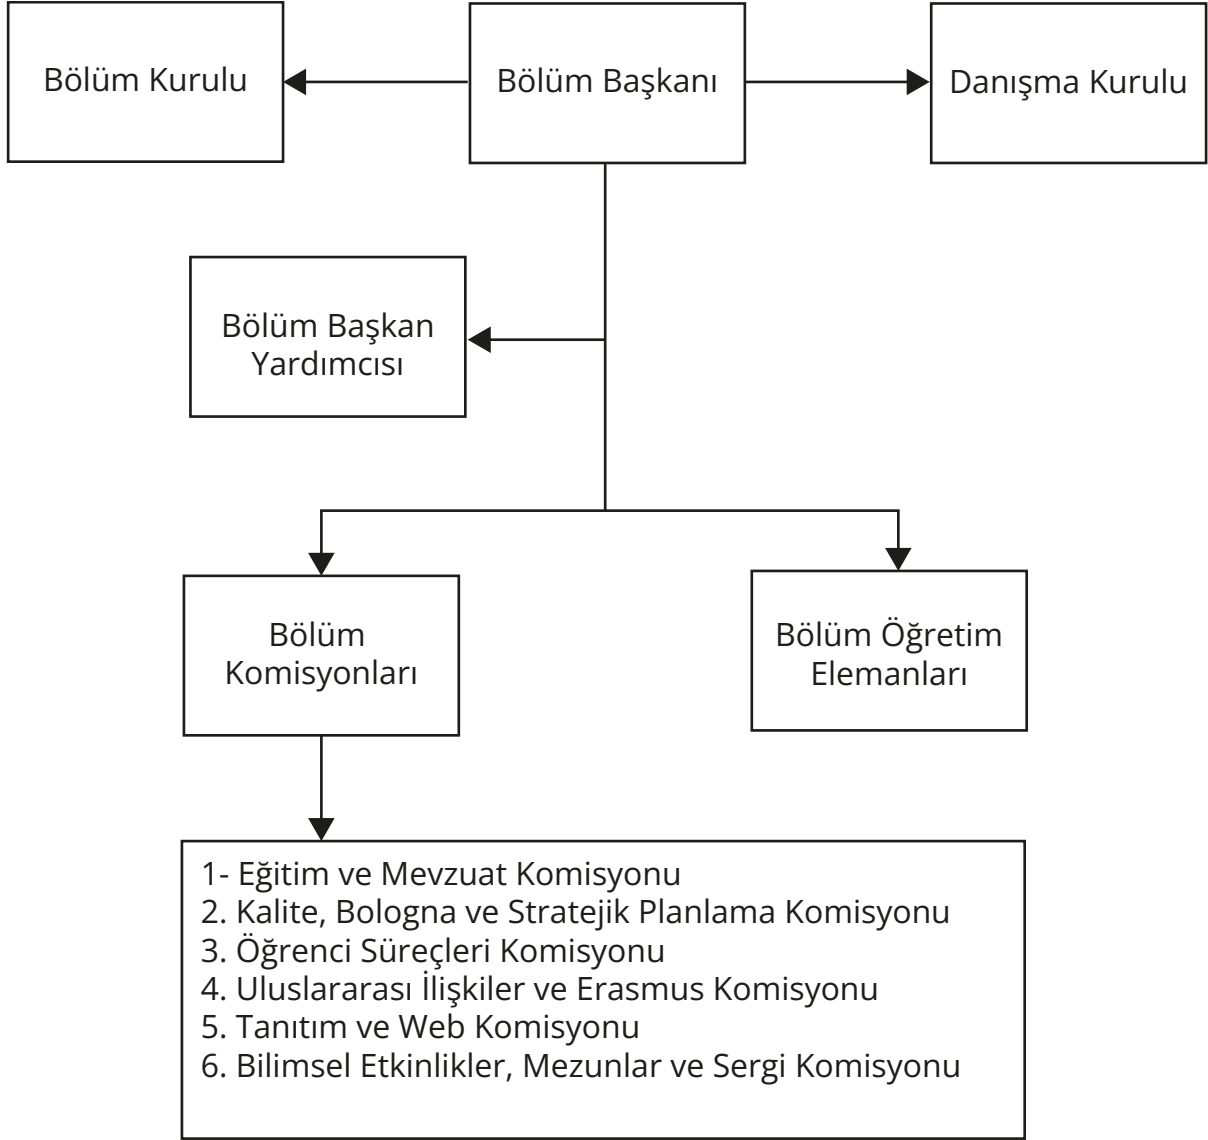 Bölüm Kurulu
Bölüm Başkanı
Danışma Kurulu
Bölüm Başkan
Yardımcısı
Bölüm
Komisyonları
Bölüm Öğretim
Elemanları
1- Eğitim ve Mevzuat Komisyonu
2. Kalite, Bologna ve Stratejik Planlama Komisyonu
3. Öğrenci Süreçleri Komisyonu
4. Uluslararası İlişkiler ve Erasmus Komisyonu
5. Tanıtım ve Web Komisyonu
6. Bilimsel Etkinlikler, Mezunlar ve Sergi Komisyonu